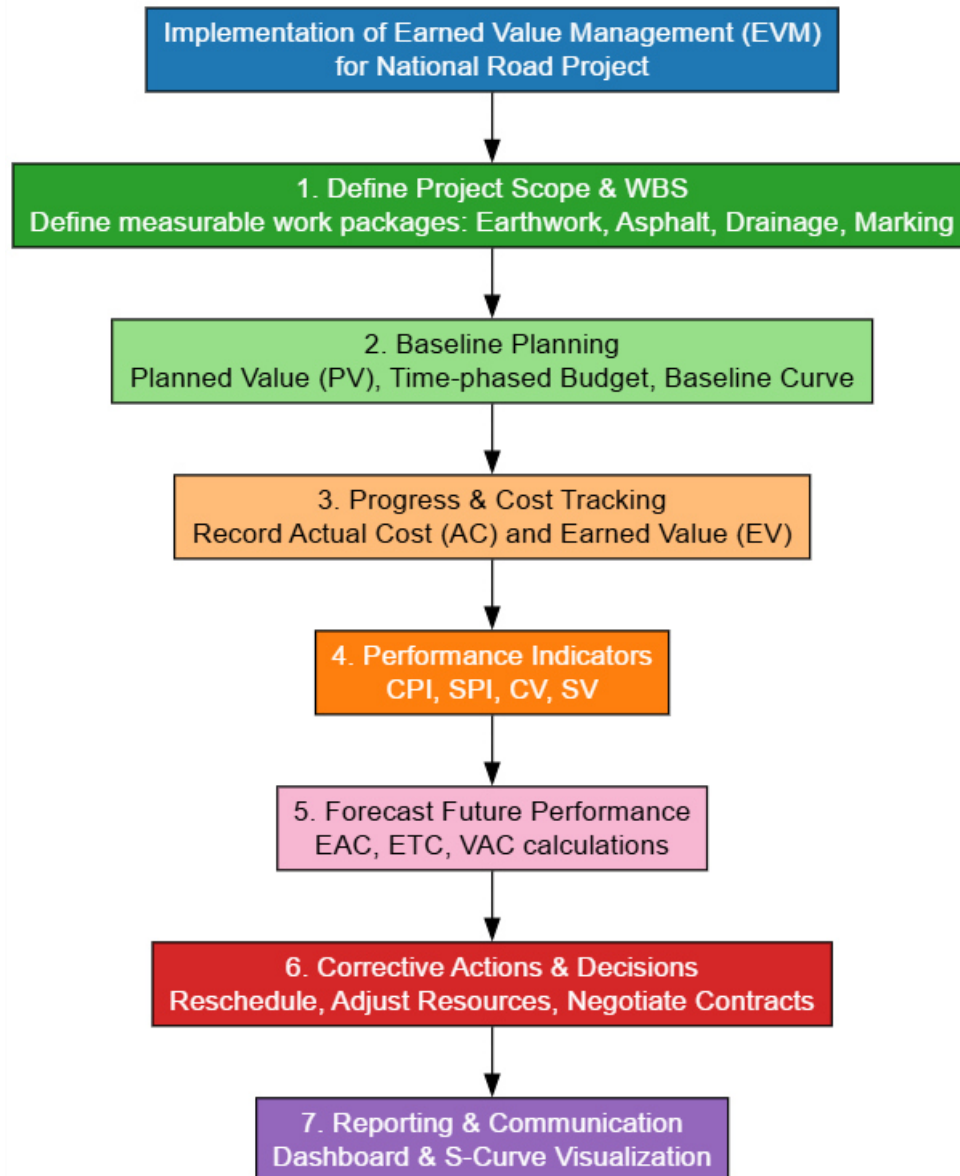 Implementation of Earned Value Management (EVM)
for National Road Project
1. Define Project Scope & WBS
Define measurable work packages: Earthwork, Asphalt, Drainage, Marking
2. Baseline Planning
Planned Value (PV), Time-phased Budget, Baseline Curve
3. Progress & Cost Tracking
Record Actual Cost (AC) and Earned Value (EV)
4. Performance Indicators
CPI, SPI, CV, SV
5. Forecast Future Performance
EAC, ETC, VAC calculations
6. Corrective Actions & Decisions
Reschedule, Adjust Resources, Negotiate Contracts
7. Reporting & Communication
Dashboard & S-Curve Visualization